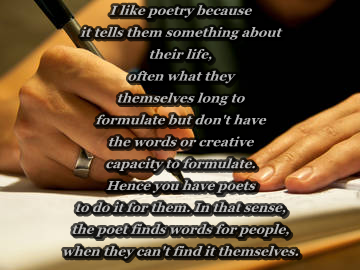 I like poetry because
it tells them something about
their life,
often what they
themselves long to
formulate but don't have
the words or creative
capacity to formulate.
Hence you have poets
to do it for them. In that sense,
the poet finds words for people,
when they can't find it themselves.